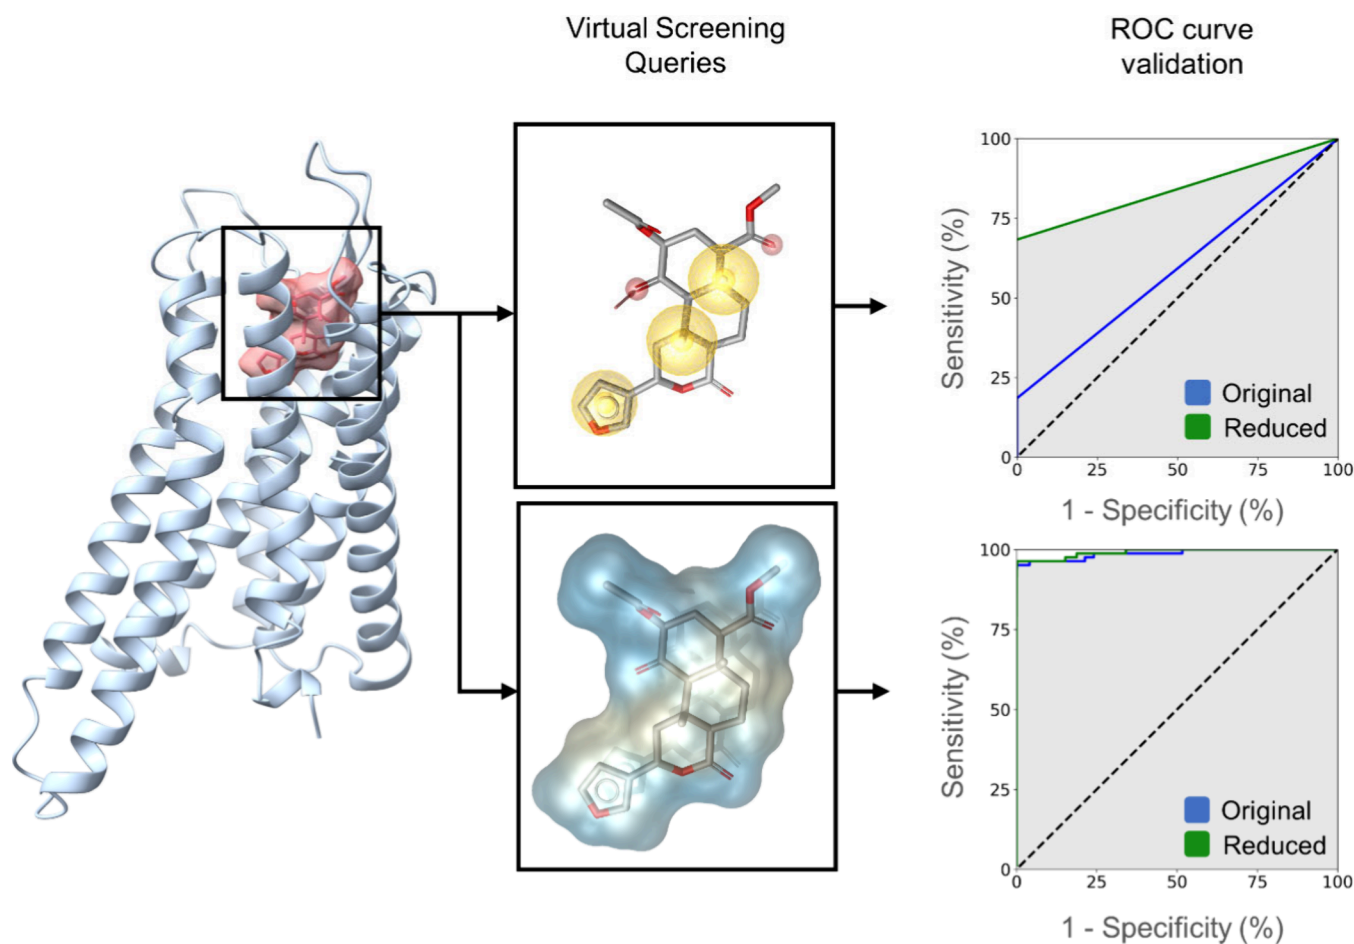 Virtual Screening
Queries
ROC curve
validation
100
75
50
25
0
Sensitivity (%)
Original
Reduced
0
25
50
75
100
1 - Specificity (%)
100
75
50
25
0
Sensitivity (%)
Original
Reduced
0
25
50
75
100
1 - Specificity (%)